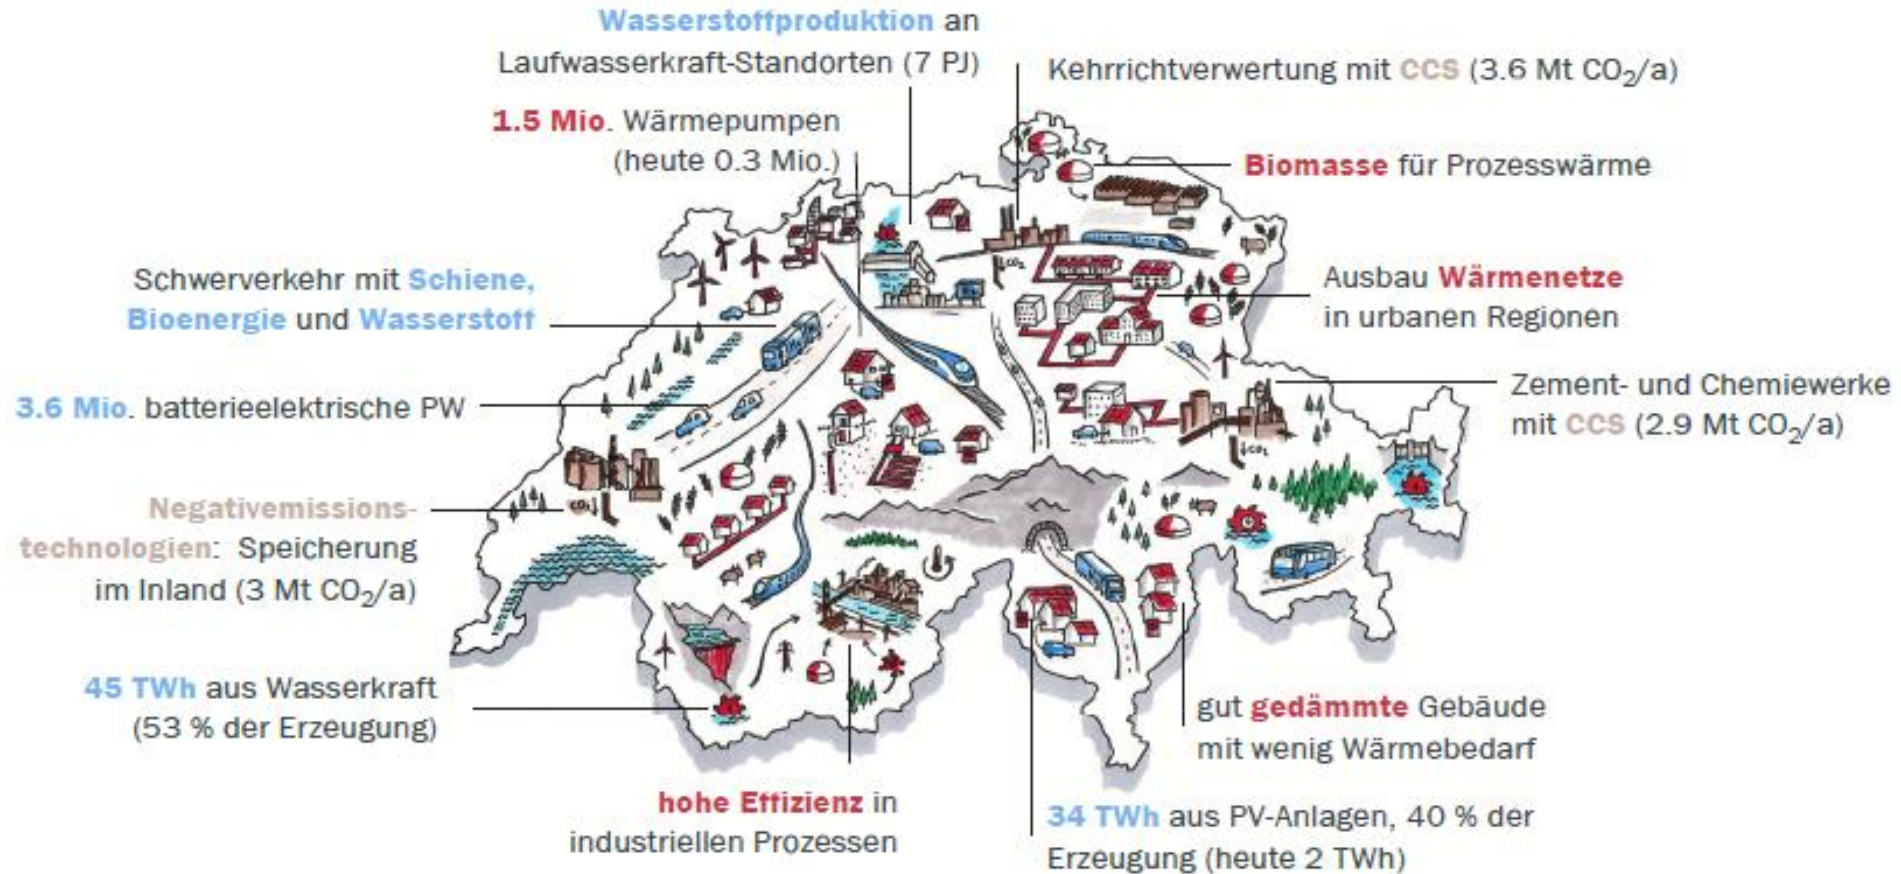 Wasserstoffproduktion an
Laufwasserkraft-Standorten (7 PJ)
Kehrrichtverwertung mit CCS (3.6 Mt CO₂/a)
1.5 Mio. Wärmepumpen
(heute 0.3 Mio.)
Biomasse für Prozesswärme
Schwerverkehr mit Schiene,
Bioenergie und Wasserstoff
Ausbau Wärmenetze
in urbanen Regionen
3.6 Mio. batterieelektrische PW
Zement- und Chemiewerke
mit CCS (2.9 Mt CO₂/a)
Negativemissions-
technologien: Speicherung
im Inland (3 Mt CO₂/a)
CO₂
CO₂
CO₂
45 TWh aus Wasserkraft
(53 % der Erzeugung)
gut gedämmte Gebäude
mit wenig Wärmebedarf
hohe Effizienz in
industriellen Prozessen
34 TWh aus PV-Anlagen, 40 % der
Erzeugung (heute 2 TWh)